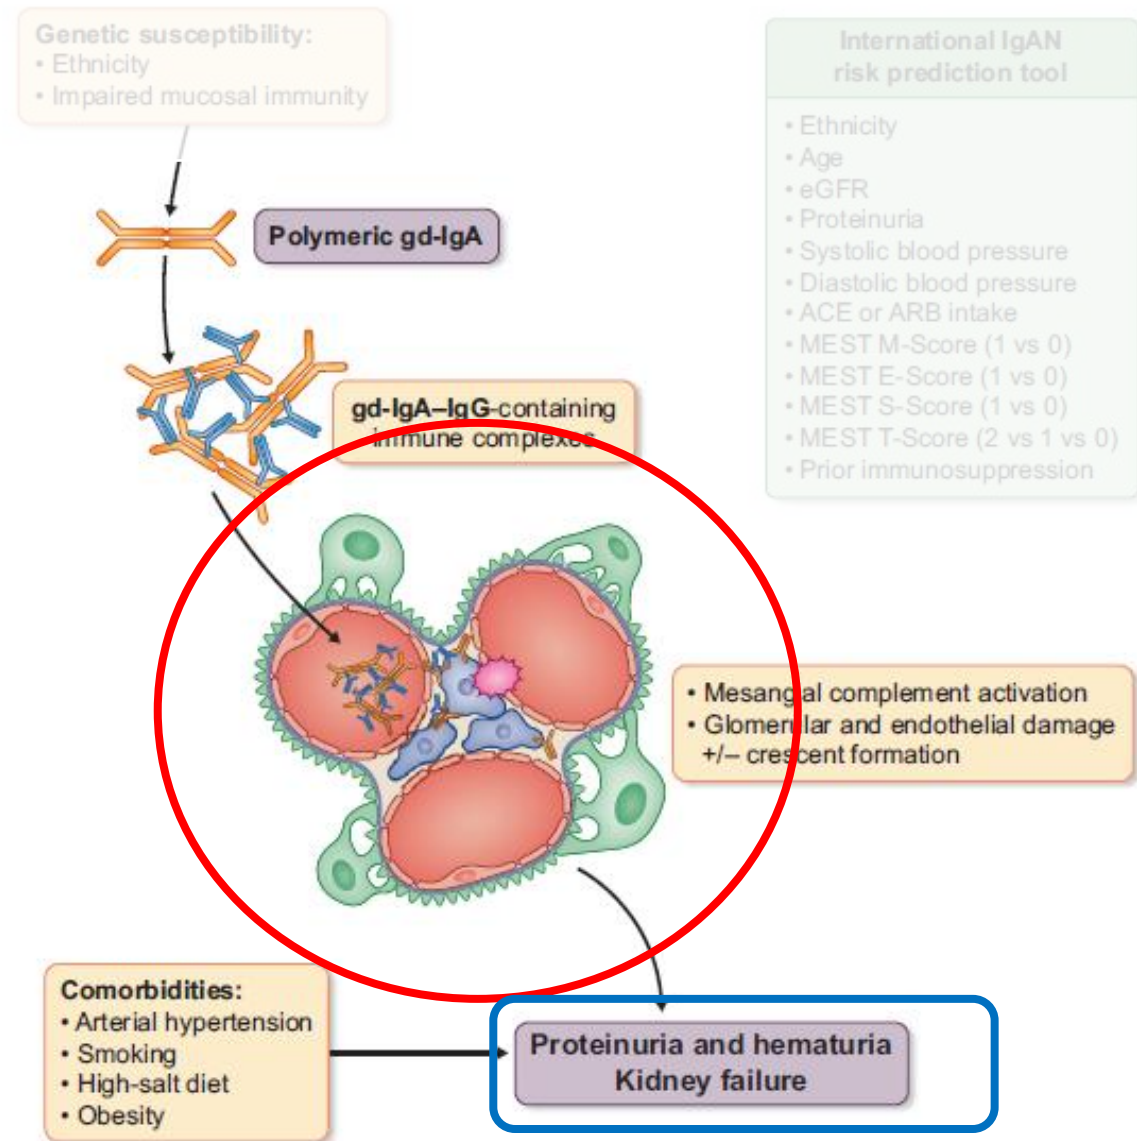 Genetic susceptibility:
• Ethnicity
• Impaired mucosal immunity
International IgAN
risk prediction tool
• Ethnicity
• Age
• eGFR
• Proteinuria
• Systolic blood pressure
• Diastolic blood pressure
• ACE or ARB intake
• MEST M-Score (1 vs 0)
• MEST E-Score (1 vs 0)
• MEST S-Score (1 vs 0)
• MEST T-Score (2 vs 1 vs 0)
• Prior immunosuppression
Polymeric gd-IgA
gd-IgA–IgG-containing
immune complexes
• Mesangial complement activation
• Glomerular and endothelial damage
+/– crescent formation
Comorbidities:
• Arterial hypertension
• Smoking
• High-salt diet
• Obesity
Proteinuria and hematuria
Kidney failure